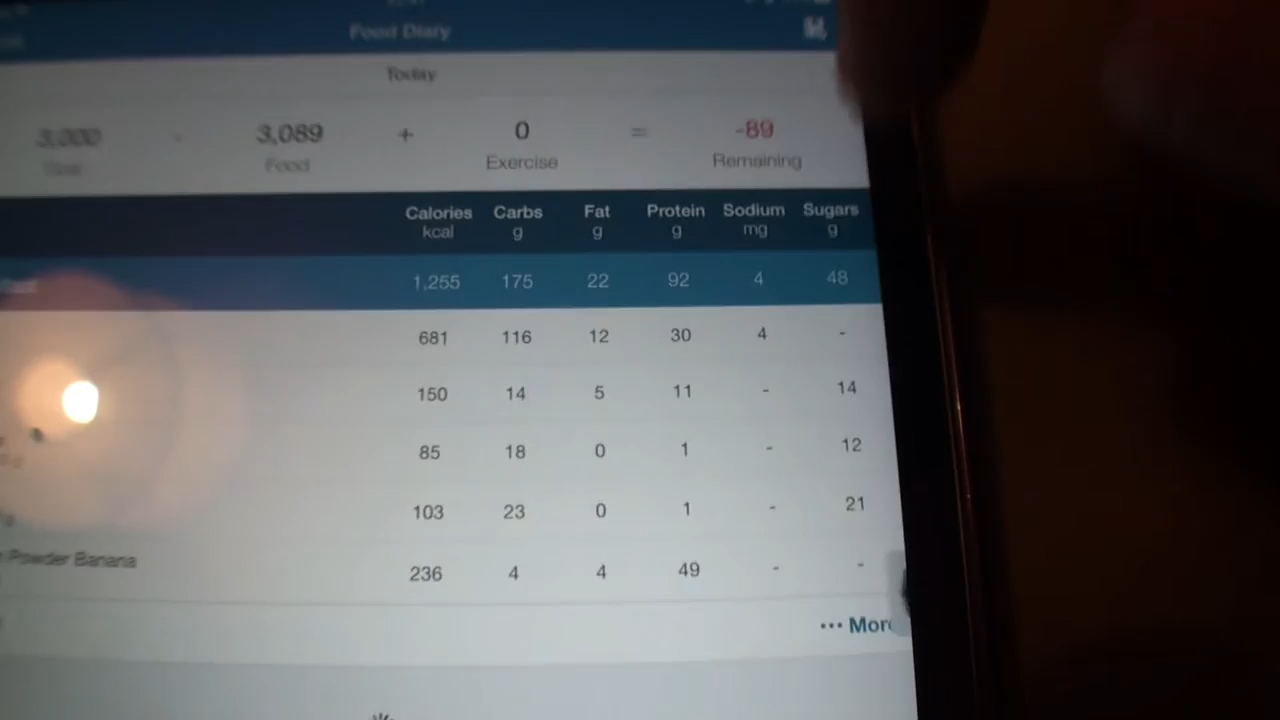 Food Diary
Today
3,000 - 3,089 + 0 = -89
Food Exercise Remaining
Calories Carbs Fat Protein Sodium Sugars
kcal g g g mg g
1,255 175 22 92 4 48
681 116 12 30 4 -
150 14 5 11 - 14
85 18 0 1 - 12
103 23 0 1 - 21
Powder Banana
236 4 4 49 - -
••• More